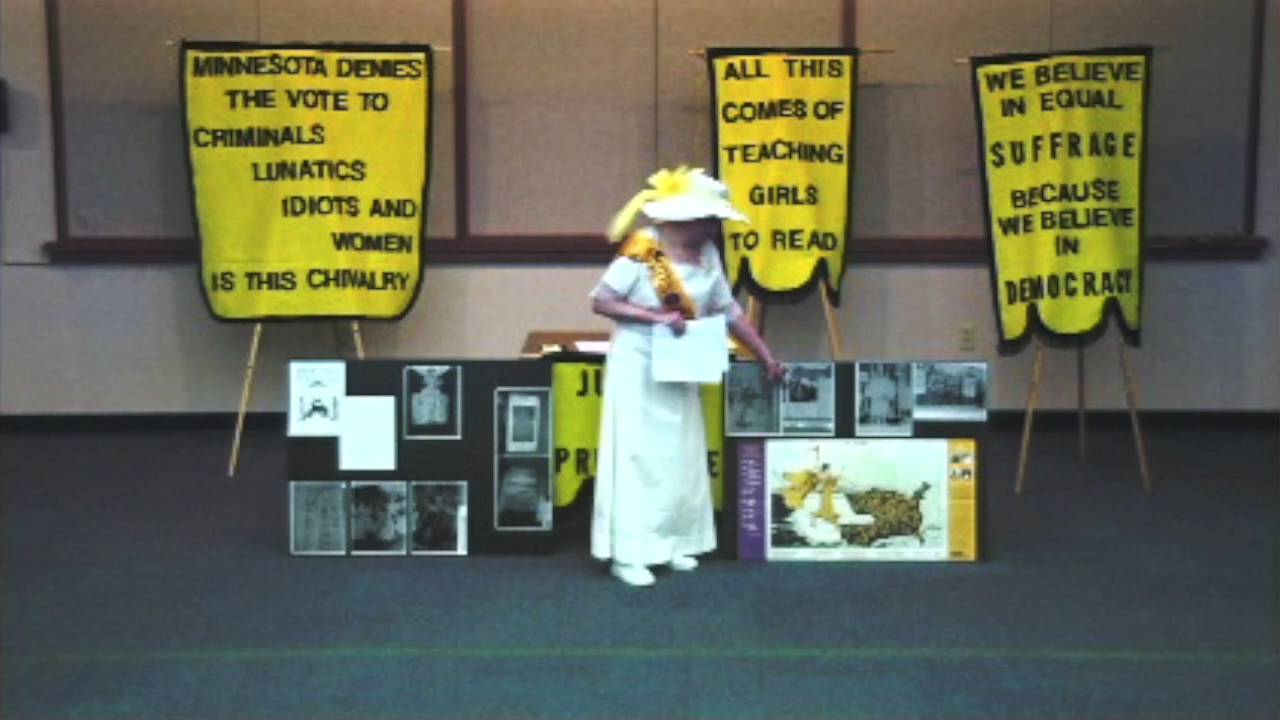 MINNESOTA DENIES
THE VOTE TO
CRIMINALS
LUNATICS
IDIOTS AND
WOMEN
IS THIS CHIVALRY
ALL THIS
COMES OF
TEACHING
GIRLS
TO READ
WE BELIEVE
IN EQUAL
SUFFRAGE
BECAUSE
WE BELIEVE
IN
DEMOCRACY